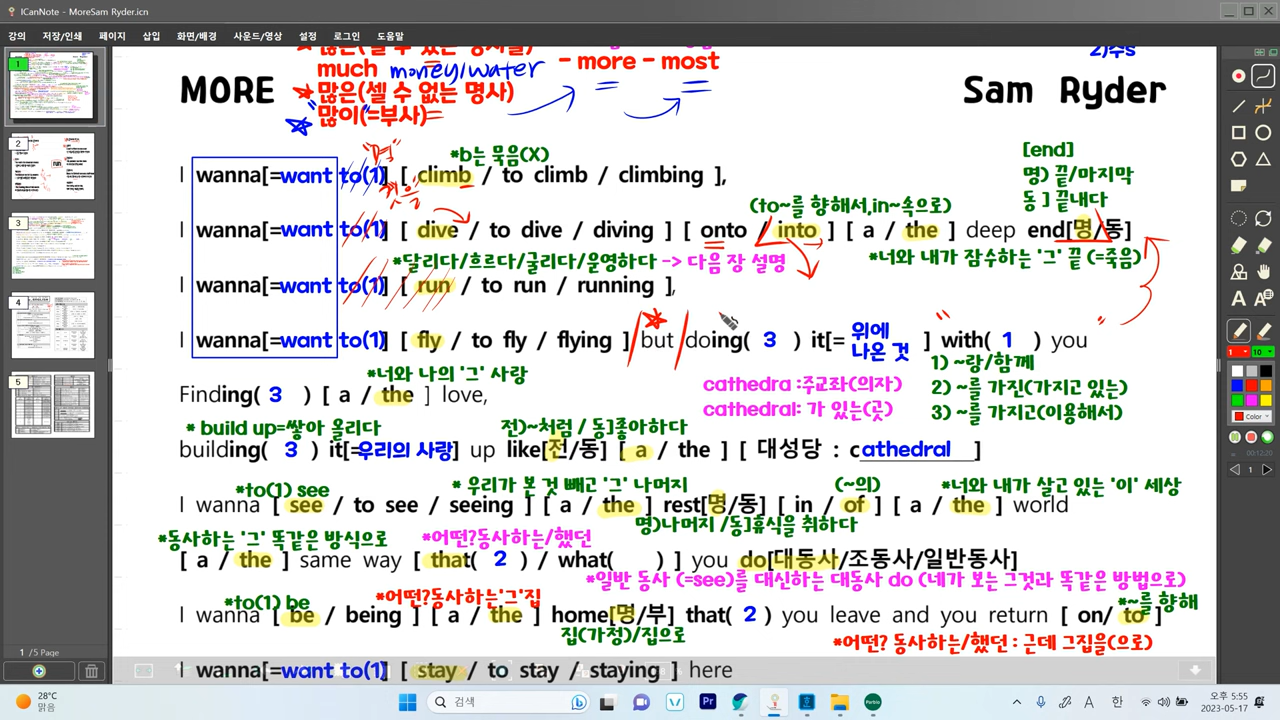 ICanNote - MoreSam Ryder.icn
강의 저장/인쇄 페이지 삽입 화면/배경 사운드/영상 설정 로그인 도움말
2)주s
much money/water - more - most
많은(셀 수 없는 명사)
많이(=부사)
MORE Sam Ryder
*b는 묵음(X)
[end]
명) 끝/마지막
동 ] 끝내다
I wanna[=want to(1)] [ climb / to climb / climbing ],
(to~를 향해서,in~속으로)
I wanna[=want to(1)] [ dive / to dive / diving ] [ onto / into ] [ a / the ] deep end[명/동]
*달리다/흐르다/굴리다/운영하다 -> 다음 장 설명 *너와 내가 잠수하는 '그' 끝 (=죽음)
I wanna[=want to(1)] [ run / to run / running ],
I wanna[=want to(1)] [ fly / to fly / flying ] but doing( 3 ) it[= 위에 나온 것 ] with( 1 ) you
1) ~랑/함께
2) ~를 가진(가지고 있는)
3) ~를 가지고(이용해서)
*너와 나의 '그' 사랑
cathedra :주교좌(의자)
cathedral: 가 있는(곳)
Finding( 3 ) [ a / the ] love,
* build up=쌓아 올리다 전)~처럼 / 동]좋아하다
building( 3 ) it[=우리의 사랑] up like[전/동] [ a / the ] [ 대성당 : cathedral ]
*to(1) see * 우리가 본 것 빼고 '그' 나머지 (~의) *너와 내가 살고 있는 '이' 세상
I wanna [ see / to see / seeing ] [ a / the ] rest[명/동] [ in / of ] [ a / the ] world
명)나머지 /동]휴식을 취하다
*동사하는 '그' 똑같은 방식으로 *어떤?동사하는/했던
[ a / the ] same way [ that( 2 ) / what( ) ] you do[대동사/조동사/일반동사]
*일반 동사 (=see)를 대신하는 대동사 do (네가 보는 그것과 똑같은 방법으로)
*to(1) be *어떤?동사하는'그'집 *~를 향해
I wanna [ be / being ] [ a / the ] home[명/부] that( 2 ) you leave and you return [ on/ to ]
집(가정)/집으로 *어떤? 동사하는/했던 : 근데 그집을(으로)
I wanna[=want to(1)] [ stay / to stay / staying ] here
1
2
3
4
5
Color
00:12:20
1
1 /5 Page
28°C
맑음
검색
한
오후 5:55
2023-05-17